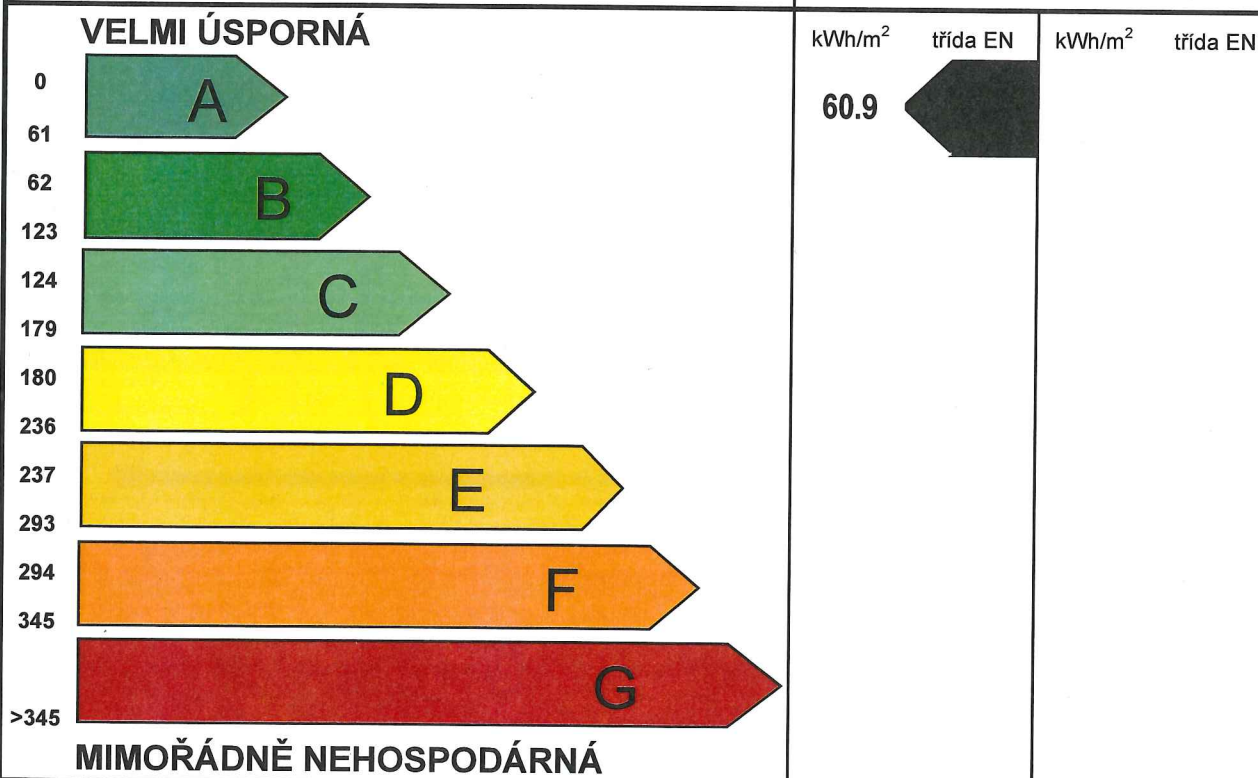 VELMI ÚSPORNÁ
kWh/m² třída EN kWh/m² třída EN
0
A
61
60.9
62
B
123
124
C
179
180
D
236
237
E
293
294
F
345
G
>345
MIMOŘÁDNĚ NEHOSPODÁRNÁ